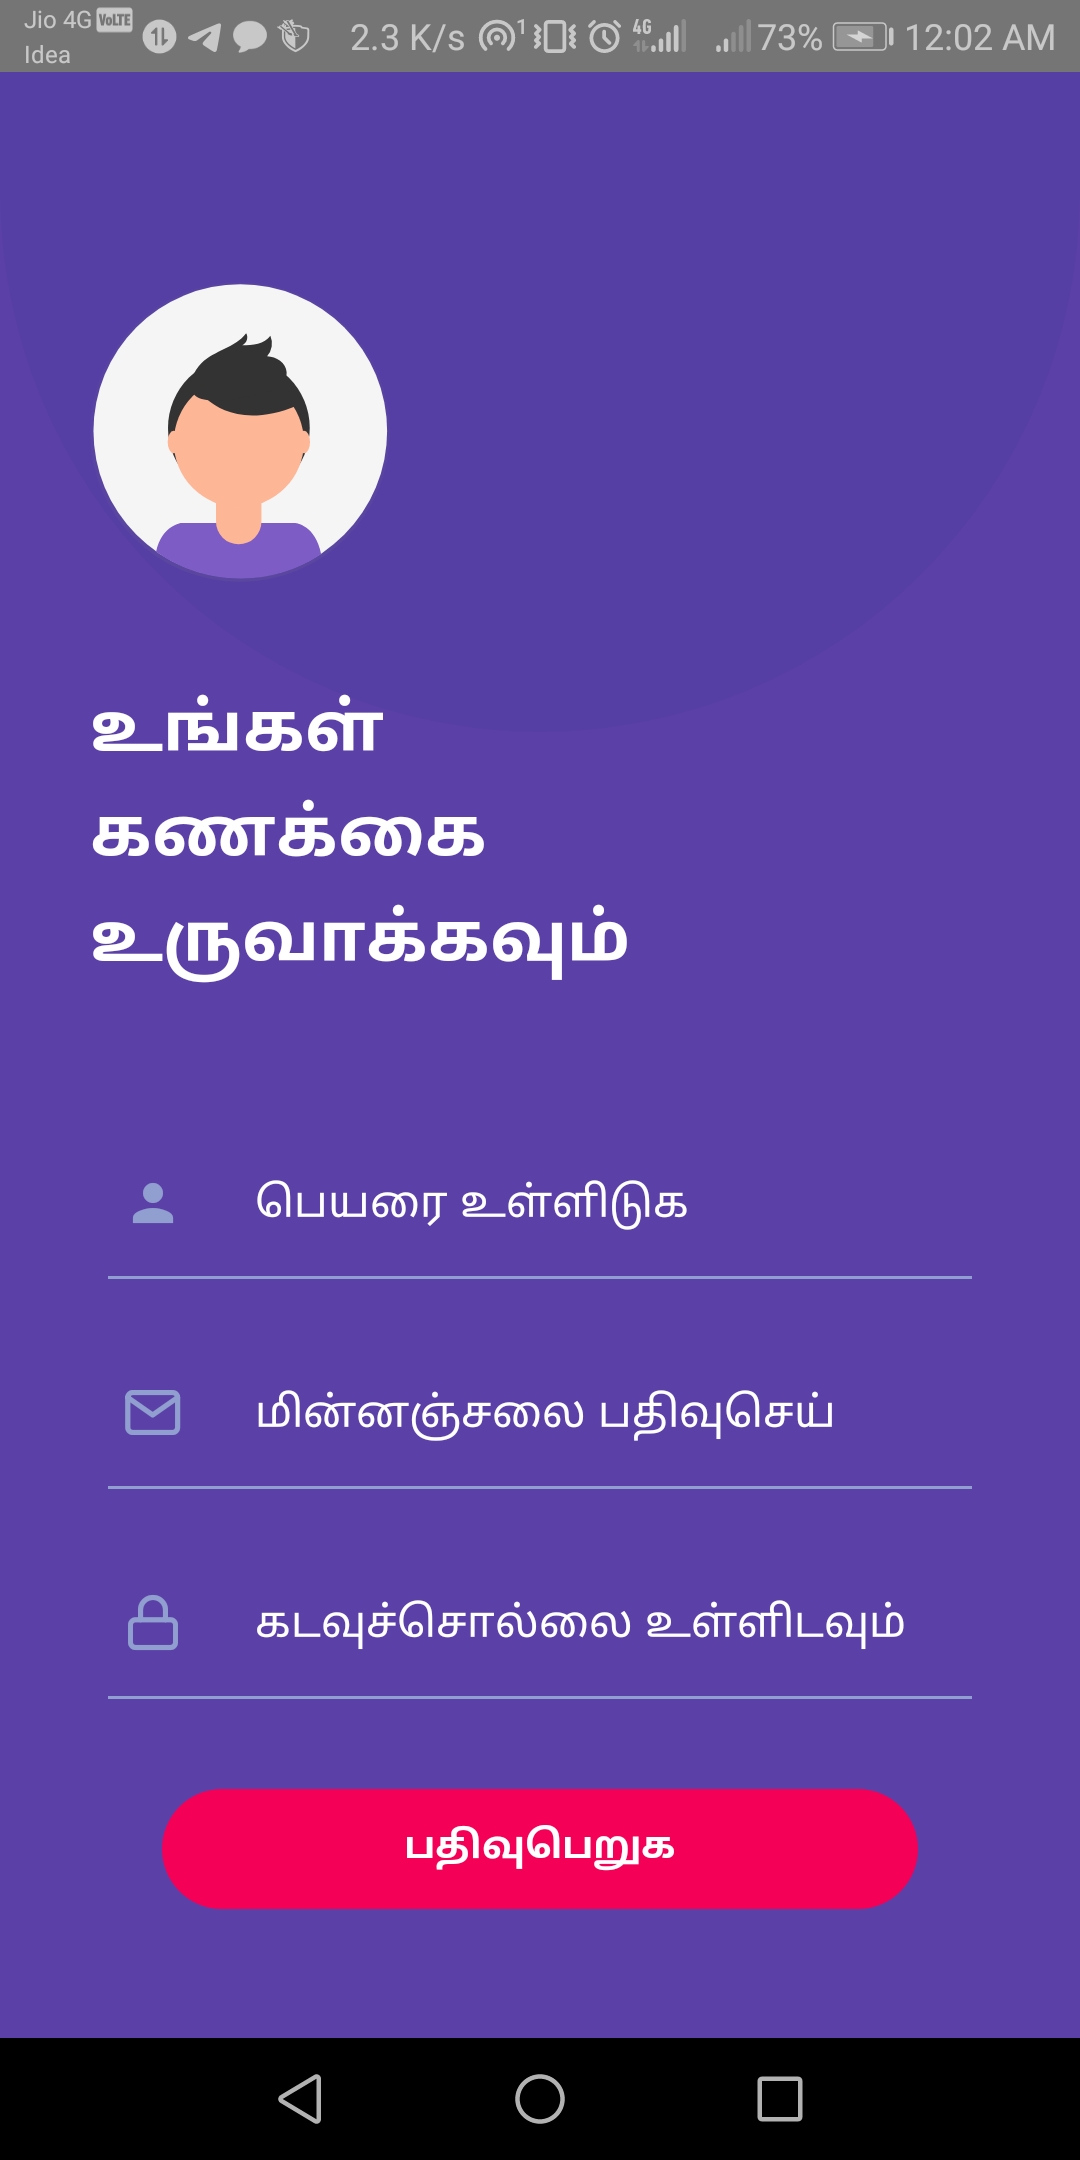 Jio 4G VoLTE
Idea
2.3 K/s 1 4G 73% 12:02 AM
உங்கள்
கணக்கை
உருவாக்கவும்
பெயரை உள்ளிடுக
மின்னஞ்சலை பதிவுசெய்
கடவுச்சொல்லை உள்ளிடவும்
பதிவுபெறுக